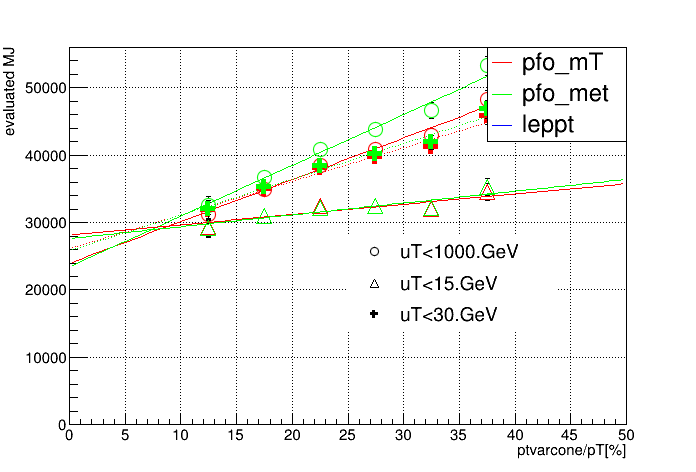 evaluated MJ
50000
40000
30000
20000
10000
0
0 5 10 15 20 25 30 35 40 45 50
ptvarcone/pT[%]
pfo_mT
pfo_met
leppt
uT<1000.GeV
uT<15.GeV
uT<30.GeV